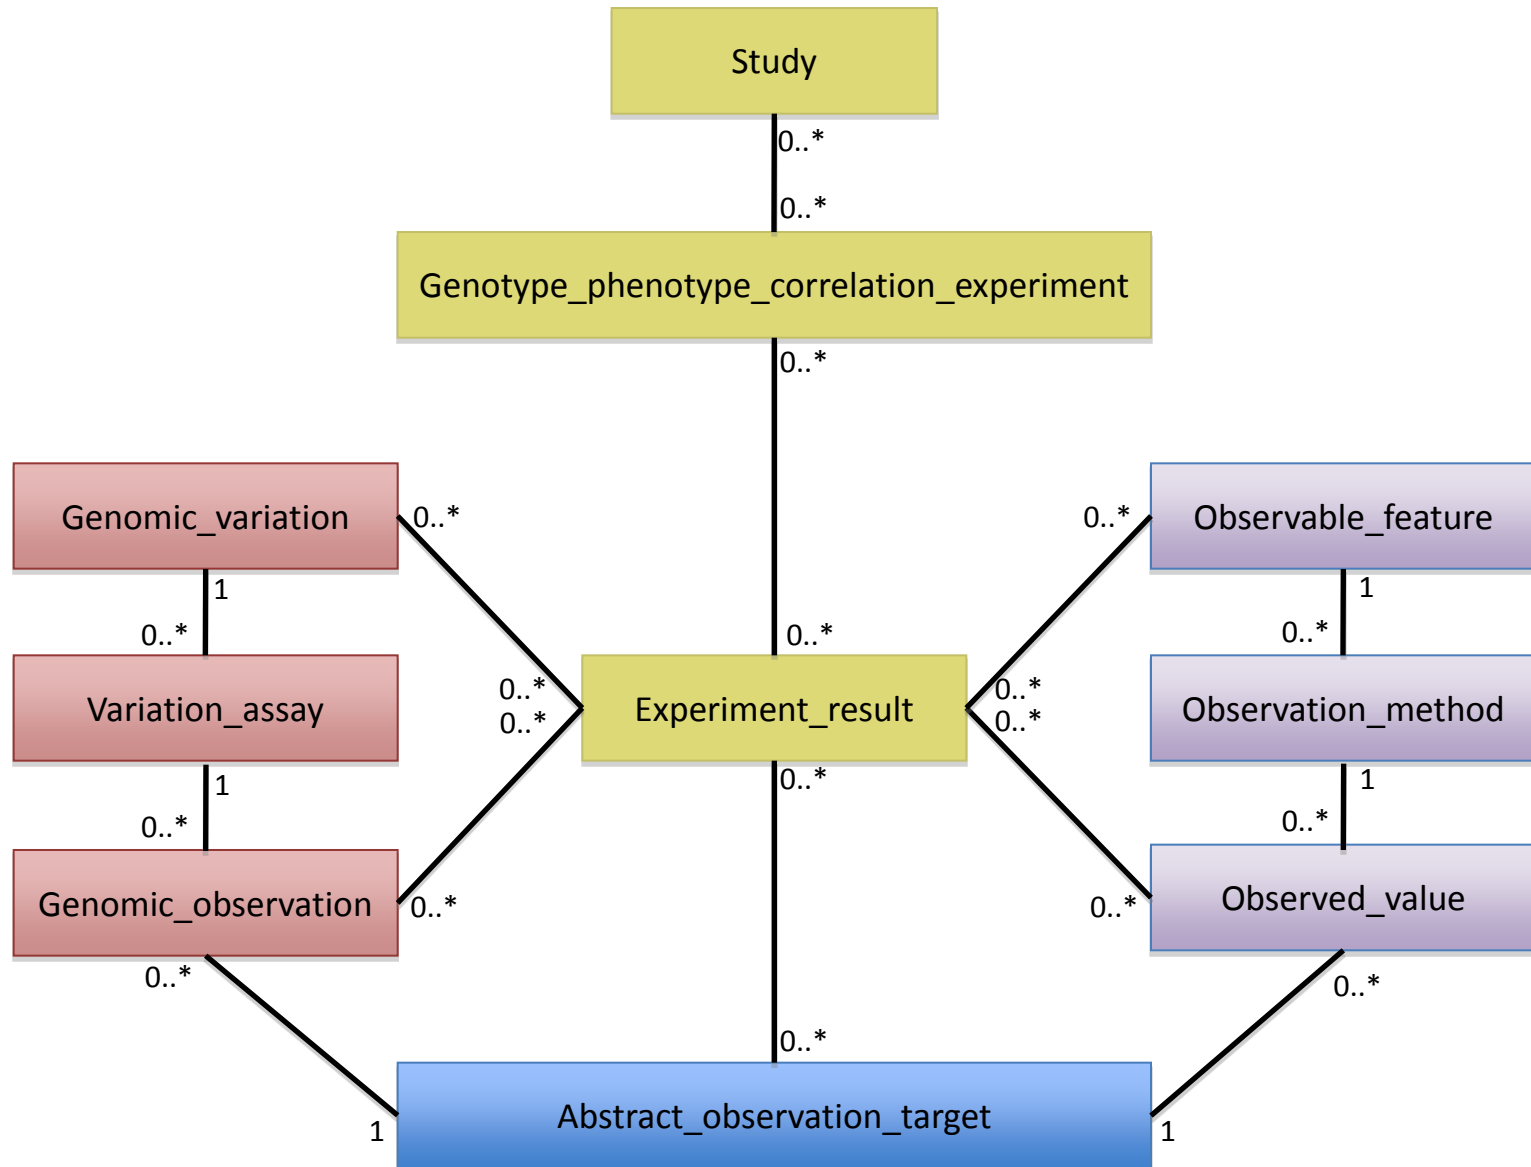 Study
0..*
0..*
Genotype_phenotype_correlation_experiment
0..*
Genomic_variation
0..*
0..*
Observable_feature
1
1
0..*
0..*
0..*
Variation_assay
0..*
0..*
Experiment_result
0..*
0..*
Observation_method
1
0..*
1
0..*
0..*
Genomic_observation
0..*
0..*
Observed_value
0..*
0..*
0..*
1
Abstract_observation_target
1